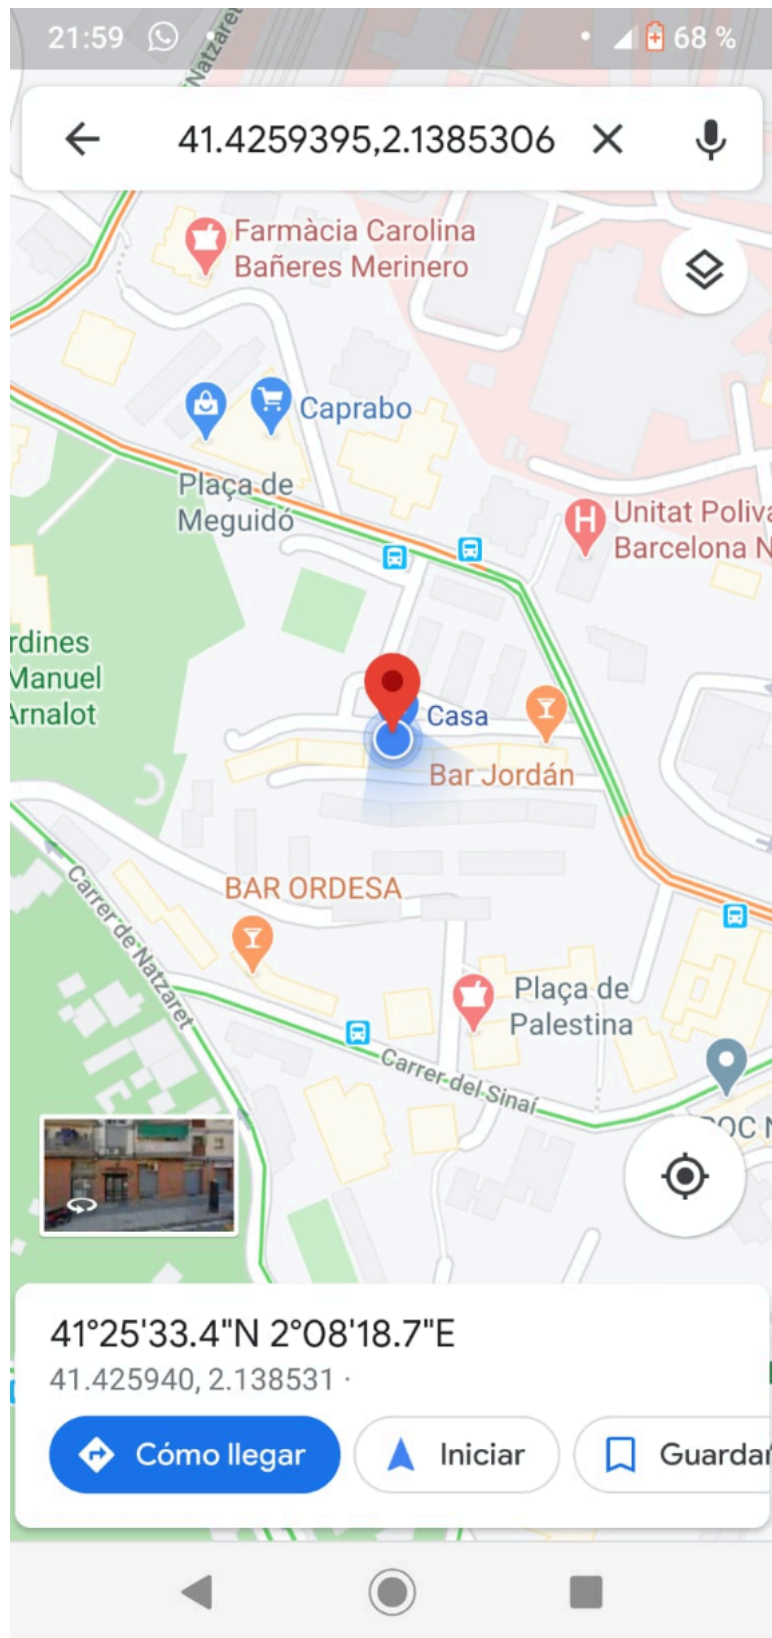 21:59
68 %
Natzaret
41.4259395,2.1385306
Farmàcia Carolina
Bañeres Merinero
Caprabo
Plaça de
Meguidó
Unitat Poliva
Barcelona N
rdines
Manuel
Arnalot
Casa
Bar Jordán
BAR ORDESA
Carrer de Natzaret
Plaça de
Palestina
Carrer del Sinaí
OC N
41°25'33.4"N 2°08'18.7"E
41.425940, 2.138531 ·
Cómo llegar
Iniciar
Guardar